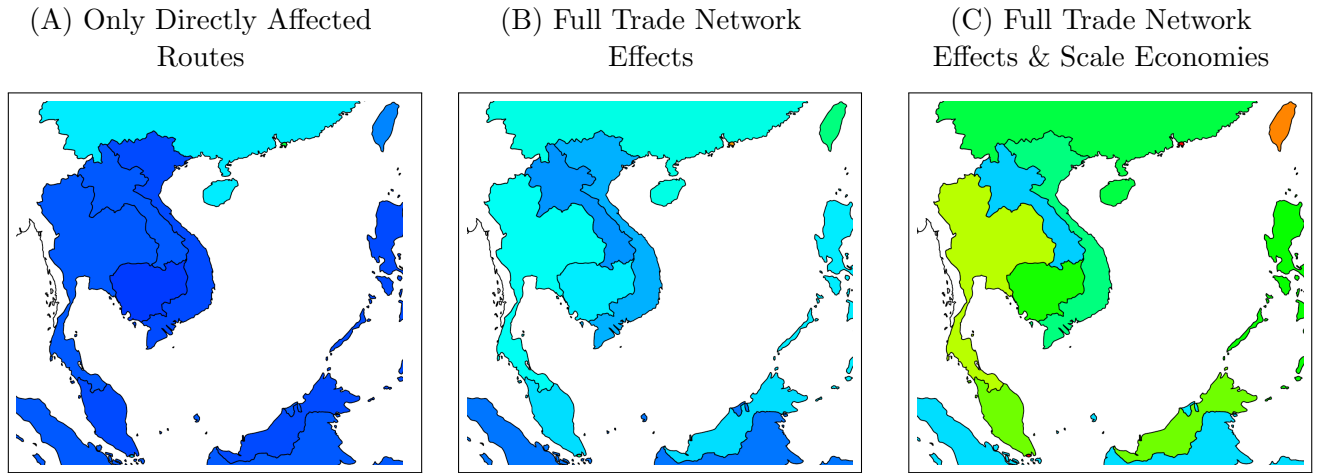 (A) Only Directly Affected
Routes
(B) Full Trade Network
Effects
(C) Full Trade Network
Effects & Scale Economies